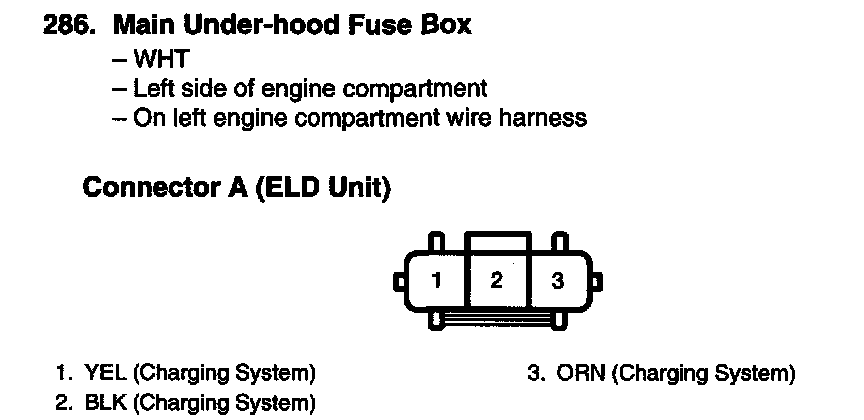 286. Main Under-hood Fuse Box
– WHT
– Left side of engine compartment
– On left engine compartment wire harness
Connector A (ELD Unit)
1 2 3
1. YEL (Charging System)
2. BLK (Charging System)
3. ORN (Charging System)